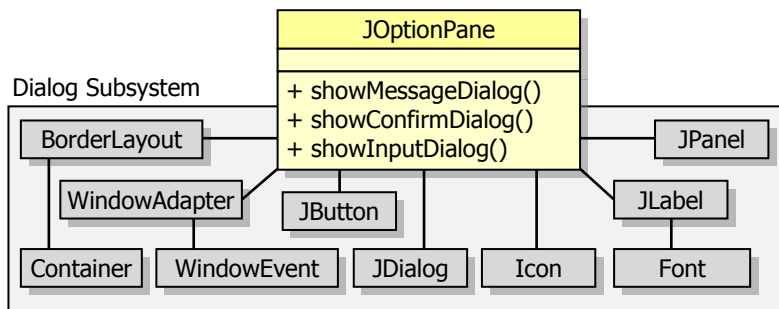 JOptionPane
Dialog Subsystem
+ showMessageDialog()
+ showConfirmDialog()
+ showInputDialog()
BorderLayout
JPanel
WindowAdapter
JButton
JLabel
Container
WindowEvent
JDialog
Icon
Font